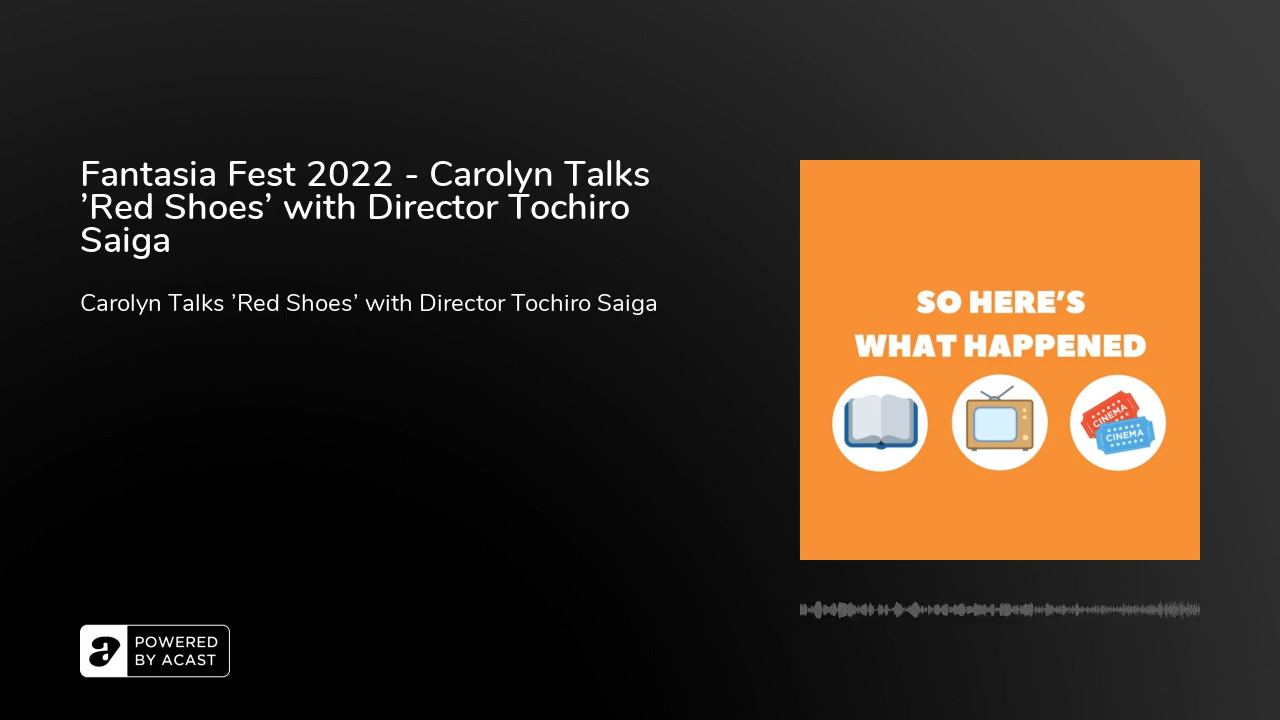 Fantasia Fest 2022 - Carolyn Talks
’Red Shoes’ with Director Tochiro
Saiga
Carolyn Talks ’Red Shoes’ with Director Tochiro Saiga
SO HERE’S
WHAT HAPPENED
CINEMA
CINEMA
a POWERED
BY ACAST